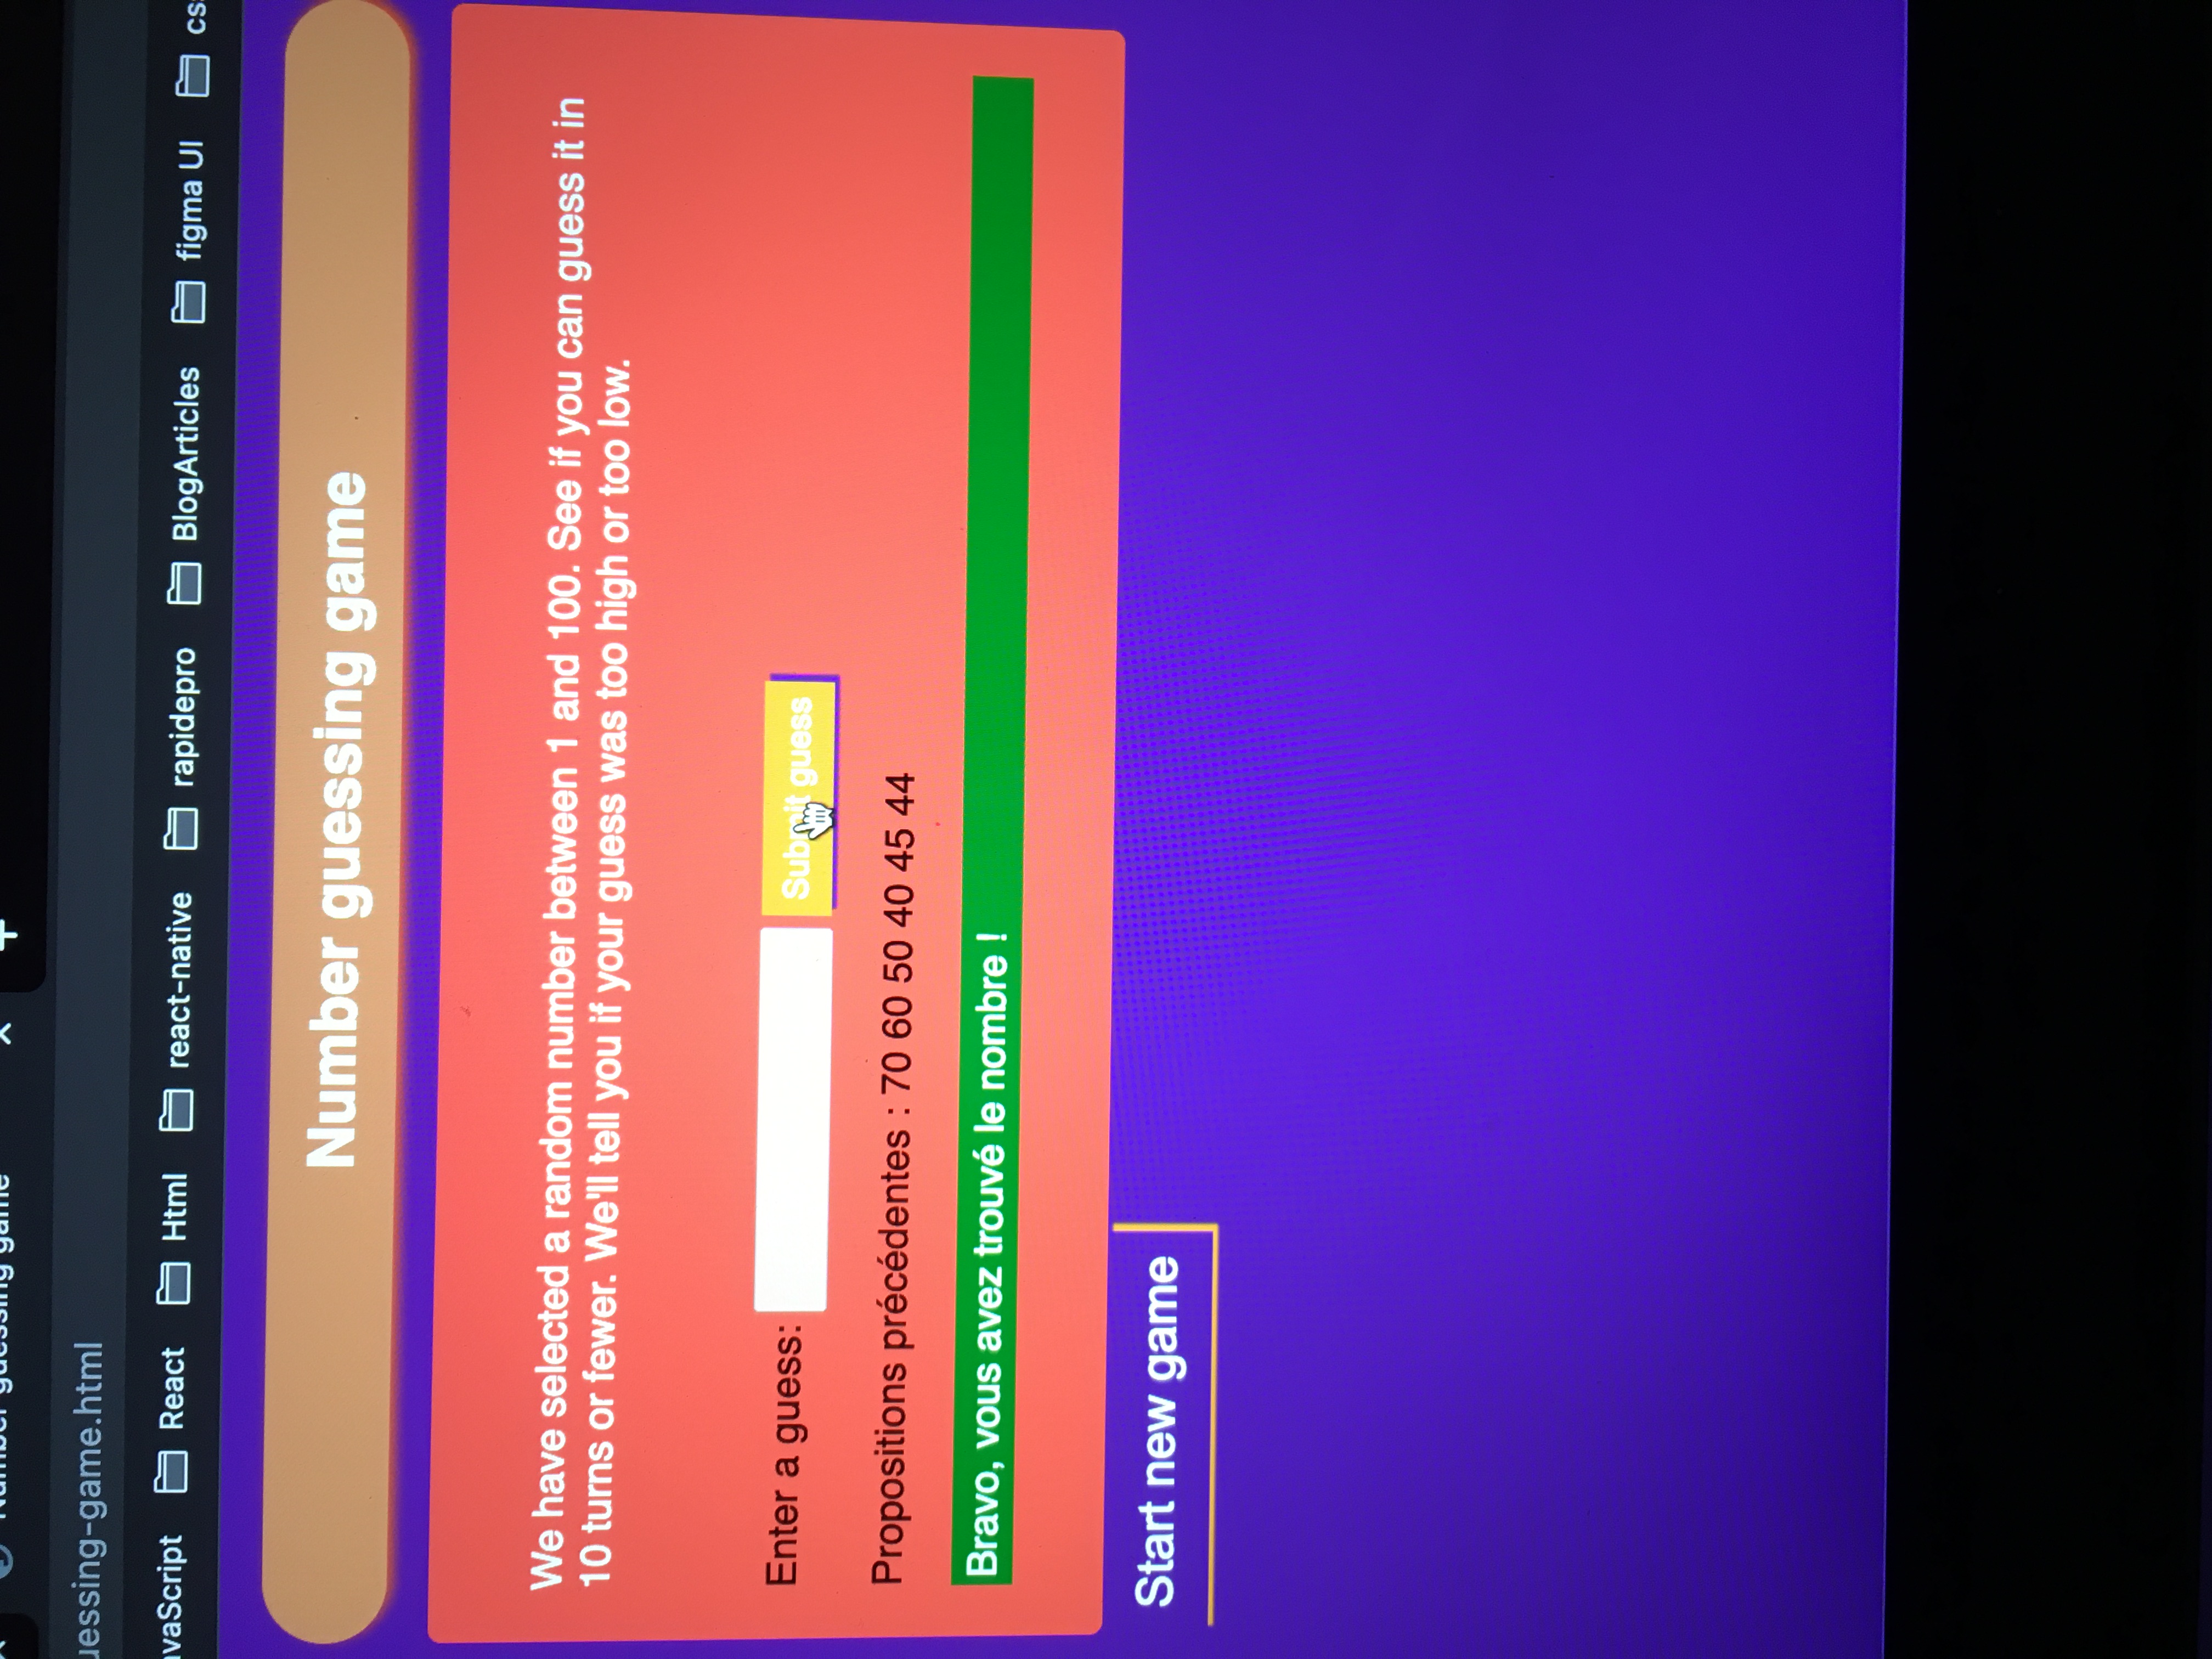 Number guessing game
uessing-game.html
vaScript React Html react-native rapidepro BlogArticles figma UI cs
Number guessing game
We have selected a random number between 1 and 100. See if you can guess it in
10 turns or fewer. We'll tell you if your guess was too high or too low.
Enter a guess: Submit guess
Propositions précédentes : 70 60 50 40 45 44
Bravo, vous avez trouvé le nombre !
Start new game